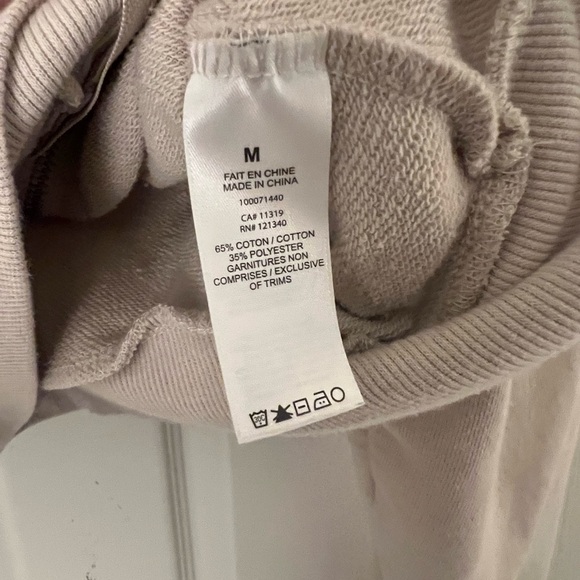 M
FAIT EN CHINE
MADE IN CHINA
100071440
CA# 11319
RN# 121340
65% COTON / COTTON
35% POLYESTER
GARNITURES NON
COMPRISES / EXCLUSIVE
OF TRIMS